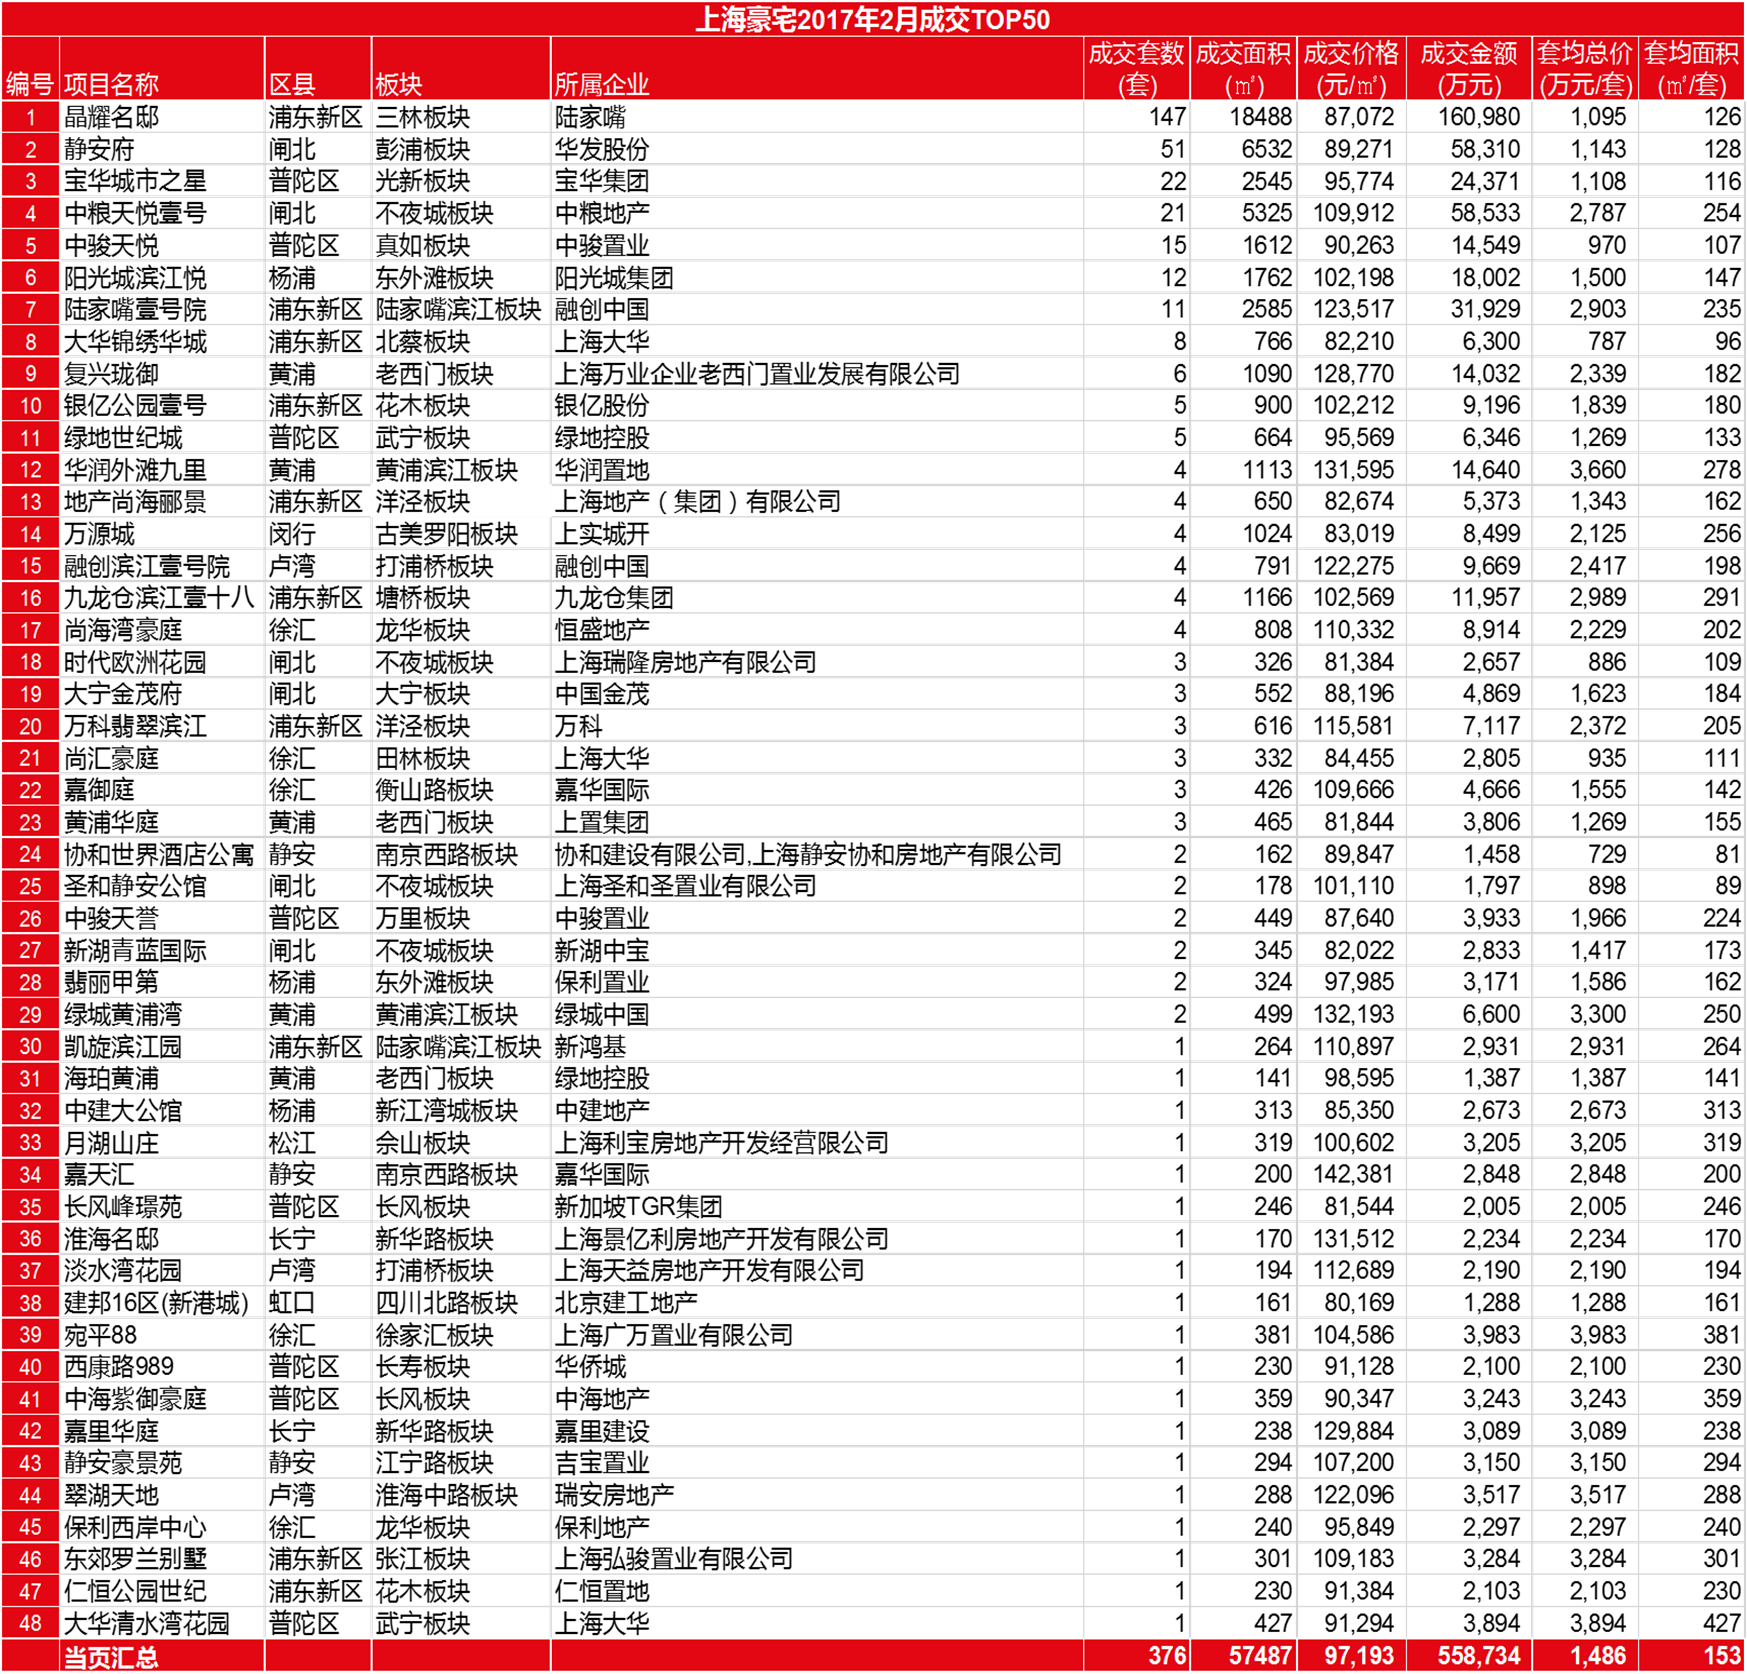 上海豪宅2017年2月成交TOP50
编号 项目名称 区县 板块 所属企业 成交套数(套) 成交面积(㎡) 成交价格(元/㎡) 成交金额(万元) 套均总价(万元/套) 套均面积(㎡/套)
1 晶耀名邸 浦东新区 三林板块 陆家嘴 147 18488 87,072 160,980 1,095 126
2 静安府 闸北 彭浦板块 华发股份 51 6532 89,271 58,310 1,143 128
3 宝华城市之星 普陀区 光新板块 宝华集团 22 2545 95,774 24,371 1,108 116
4 中粮天悦壹号 闸北 不夜城板块 中粮地产 21 5325 109,912 58,533 2,787 254
5 中骏天悦 普陀区 真如板块 中骏置业 15 1612 90,263 14,549 970 107
6 阳光城滨江悦 杨浦 东外滩板块 阳光城集团 12 1762 102,198 18,002 1,500 147
7 陆家嘴壹号院 浦东新区 陆家嘴滨江板块 融创中国 11 2585 123,517 31,929 2,903 235
8 大华锦绣华城 浦东新区 北蔡板块 上海大华 8 766 82,210 6,300 787 96
9 复兴珑御 黄浦 老西门板块 上海万业企业老西门置业发展有限公司 6 1090 128,770 14,032 2,339 182
10 银亿公园壹号 浦东新区 花木板块 银亿股份 5 900 102,212 9,196 1,839 180
11 绿地世纪城 普陀区 武宁板块 绿地控股 5 664 95,569 6,346 1,269 133
12 华润外滩九里 黄浦 黄浦滨江板块 华润置地 4 1113 131,595 14,640 3,660 278
13 地产尚海郦景 浦东新区 洋泾板块 上海地产（集团）有限公司 4 650 82,674 5,373 1,343 162
14 万源城 闵行 古美罗阳板块 上实城开 4 1024 83,019 8,499 2,125 256
15 融创滨江壹号院 卢湾 打浦桥板块 融创中国 4 791 122,275 9,669 2,417 198
16 九龙仓滨江壹十八 浦东新区 塘桥板块 九龙仓集团 4 1166 102,569 11,957 2,989 291
17 尚海湾豪庭 徐汇 龙华板块 恒盛地产 4 808 110,332 8,914 2,229 202
18 时代欧洲花园 闸北 不夜城板块 上海瑞隆房地产有限公司 3 326 81,384 2,657 886 109
19 大宁金茂府 闸北 大宁板块 中国金茂 3 552 88,196 4,869 1,623 184
20 万科翡翠滨江 浦东新区 洋泾板块 万科 3 616 115,581 7,117 2,372 205
21 尚汇豪庭 徐汇 田林板块 上海大华 3 332 84,455 2,805 935 111
22 嘉御庭 徐汇 衡山路板块 嘉华国际 3 426 109,666 4,666 1,555 142
23 黄浦华庭 黄浦 老西门板块 上置集团 3 465 81,844 3,806 1,269 155
24 协和世界酒店公寓 静安 南京西路板块 协和建设有限公司,上海静安协和房地产有限公司 2 162 89,847 1,458 729 81
25 圣和静安公馆 闸北 不夜城板块 上海圣和圣置业有限公司 2 178 101,110 1,797 898 89
26 中骏天誉 普陀区 万里板块 中骏置业 2 449 87,640 3,933 1,966 224
27 新湖青蓝国际 闸北 不夜城板块 新湖中宝 2 345 82,022 2,833 1,417 173
28 翡丽甲第 杨浦 东外滩板块 保利置业 2 324 97,985 3,171 1,586 162
29 绿城黄浦湾 黄浦 黄浦滨江板块 绿城中国 2 499 132,193 6,600 3,300 250
30 凯旋滨江园 浦东新区 陆家嘴滨江板块 新鸿基 1 264 110,897 2,931 2,931 264
31 海珀黄浦 黄浦 老西门板块 绿地控股 1 141 98,595 1,387 1,387 141
32 中建大公馆 杨浦 新江湾城板块 中建地产 1 313 85,350 2,673 2,673 313
33 月湖山庄 松江 佘山板块 上海利宝房地产开发经营限公司 1 319 100,602 3,205 3,205 319
34 嘉天汇 静安 南京西路板块 嘉华国际 1 200 142,381 2,848 2,848 200
35 长风峰璟苑 普陀区 长风板块 新加坡TGR集团 1 246 81,544 2,005 2,005 246
36 淮海名邸 长宁 新华路板块 上海景亿利房地产开发有限公司 1 170 131,512 2,234 2,234 170
37 淡水湾花园 卢湾 打浦桥板块 上海天益房地产开发有限公司 1 194 112,689 2,190 2,190 194
38 建邦16区(新港城) 虹口 四川北路板块 北京建工地产 1 161 80,169 1,288 1,288 161
39 宛平88 徐汇 徐家汇板块 上海广万置业有限公司 1 381 104,586 3,983 3,983 381
40 西康路989 普陀区 长寿板块 华侨城 1 230 91,128 2,100 2,100 230
41 中海紫御豪庭 普陀区 长风板块 中海地产 1 359 90,347 3,243 3,243 359
42 嘉里华庭 长宁 新华路板块 嘉里建设 1 238 129,884 3,089 3,089 238
43 静安豪景苑 静安 江宁路板块 吉宝置业 1 294 107,200 3,150 3,150 294
44 翠湖天地 卢湾 淮海中路板块 瑞安房地产 1 288 122,096 3,517 3,517 288
45 保利西岸中心 徐汇 龙华板块 保利地产 1 240 95,849 2,297 2,297 240
46 东郊罗兰别墅 浦东新区 张江板块 上海弘骏置业有限公司 1 301 109,183 3,284 3,284 301
47 仁恒公园世纪 浦东新区 花木板块 仁恒置地 1 230 91,384 2,103 2,103 230
48 大华清水湾花园 普陀区 武宁板块 上海大华 1 427 91,294 3,894 3,894 427
当页汇总 376 57487 97,193 558,734 1,486 153